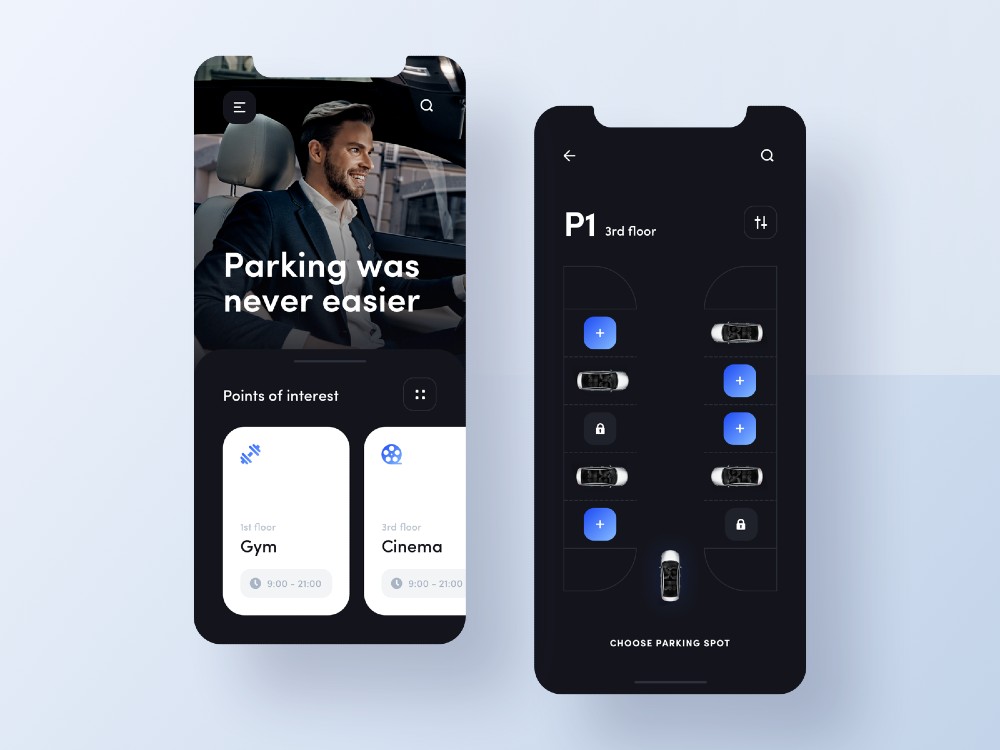 Parking was
never easier
Points of interest
1st floor
Gym
9:00 - 21:00
3rd floor
Cinema
9:00 - 21:00
P1 3rd floor
CHOOSE PARKING SPOT